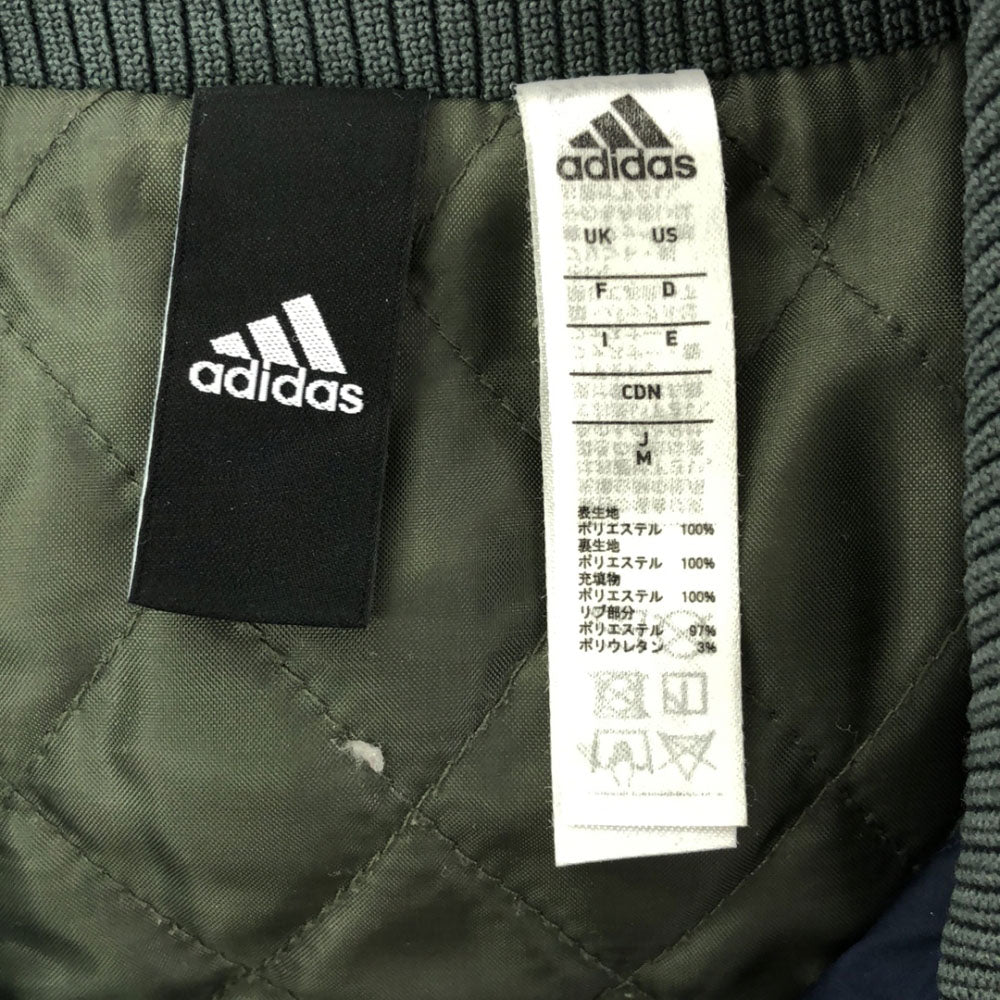 adidas
adidas
UK US
F D
I E
CDN
J
M
表生地
ポリエステル 100%
裏生地
ポリエステル 100%
充填物
ポリエステル 100%
リブ部分
ポリエステル 97%
ポリウレタン 3%